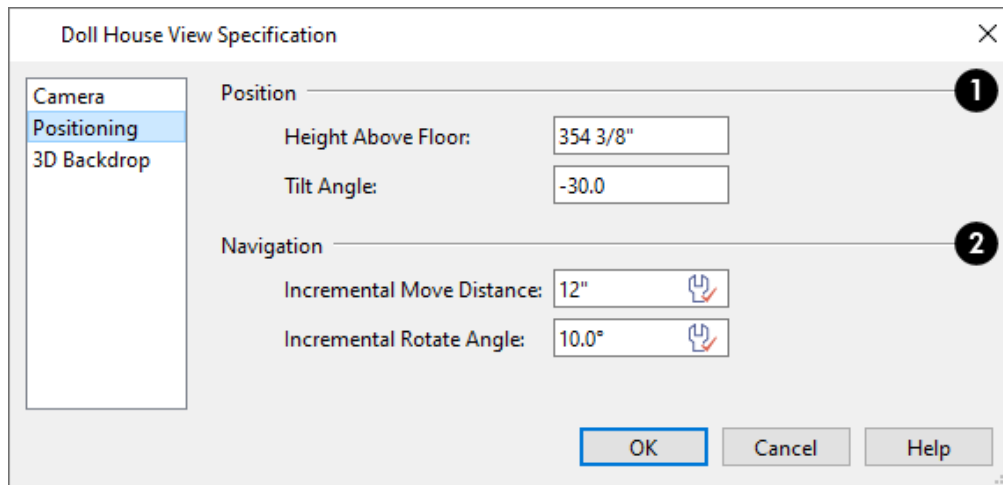 Doll House View Specification
Camera
Positioning
3D Backdrop
Position
1
Height Above Floor: 354 3/8"
Tilt Angle: -30.0
Navigation
2
Incremental Move Distance: 12"
Incremental Rotate Angle: 10.0°
OK Cancel Help